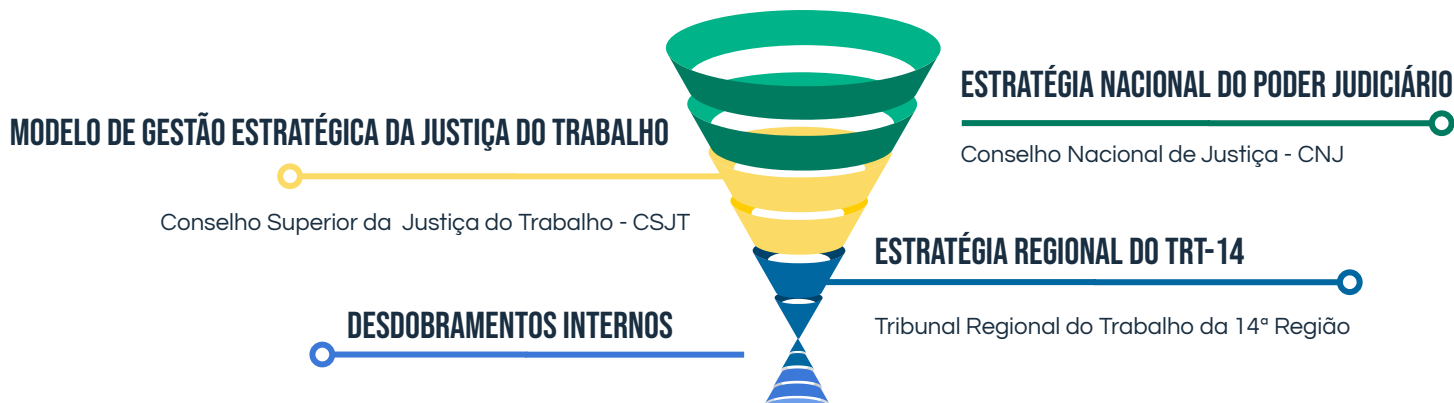 ESTRATÉGIA NACIONAL DO PODER JUDICIÁRIO
Conselho Nacional de Justiça - CNJ
MODELO DE GESTÃO ESTRATÉGICA DA JUSTIÇA DO TRABALHO
Conselho Superior da Justiça do Trabalho - CSJT
ESTRATÉGIA REGIONAL DO TRT-14
Tribunal Regional do Trabalho da 14ª Região
DESDOBRAMENTOS INTERNOS